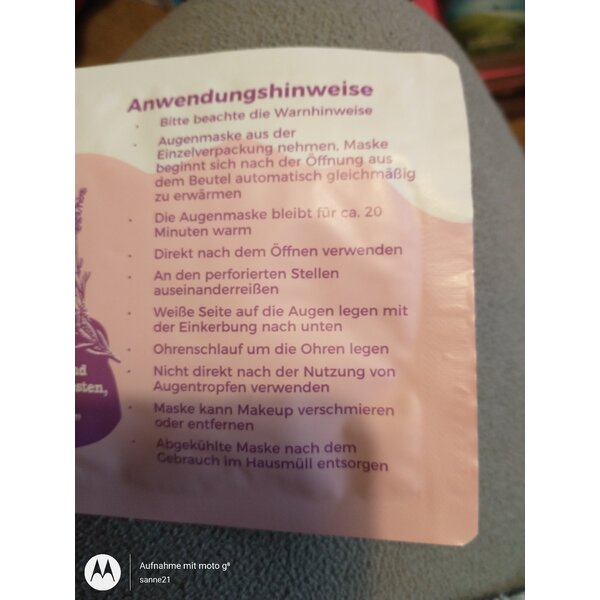 Anwendungshinweise
• Bitte beachte die Warnhinweise
• Augenmaske aus der
Einzelverpackung nehmen, Maske
beginnt sich nach der Öffnung aus
dem Beutel automatisch gleichmäßig
zu erwärmen
• Die Augenmaske bleibt für ca. 20
Minuten warm
• Direkt nach dem Öffnen verwenden
• An den perforierten Stellen
auseinanderreißen
• Weiße Seite auf die Augen legen mit
der Einkerbung nach unten
• Ohrenschlauf um die Ohren legen
• Nicht direkt nach der Nutzung von
Augentropfen verwenden
• Maske kann Makeup verschmieren
oder entfernen
• Abgekühlte Maske nach dem
Gebrauch im Hausmüll entsorgen
Aufnahme mit moto g⁸
sanne21